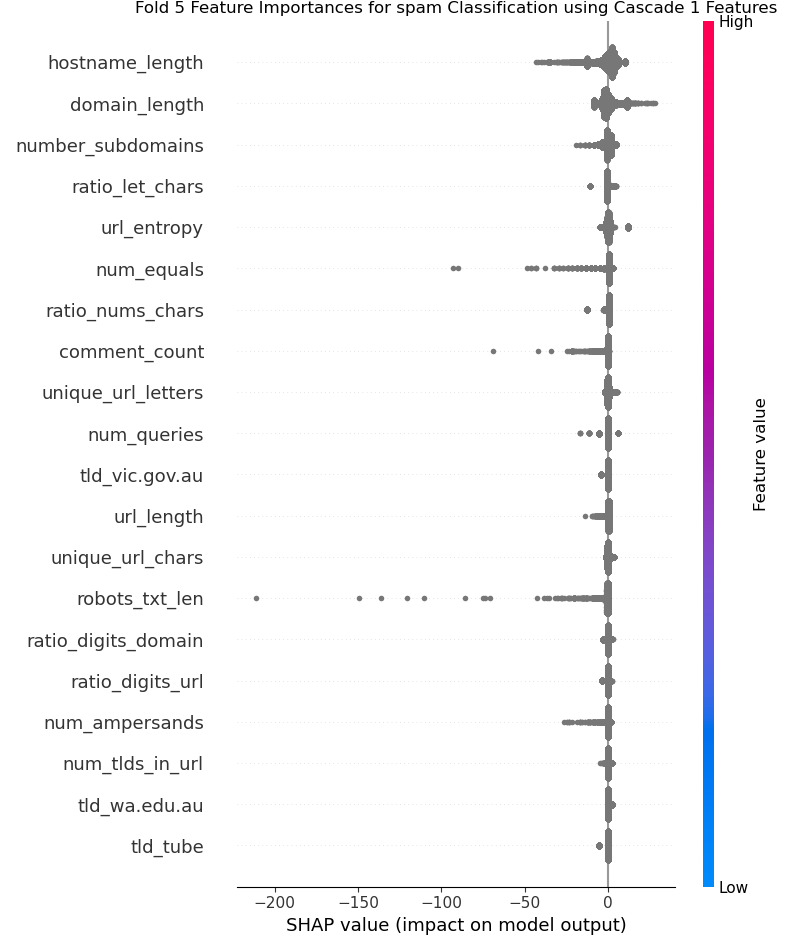 Fold 5 Feature Importances for spam Classification using Cascade 1 Features
High
hostname_length
domain_length
number_subdomains
ratio_let_chars
url_entropy
num_equals
ratio_nums_chars
comment_count
unique_url_letters
num_queries
tld_vic.gov.au
url_length
unique_url_chars
robots_txt_len
ratio_digits_domain
ratio_digits_url
num_ampersands
num_tlds_in_url
tld_wa.edu.au
tld_tube
Feature value
Low
−200 −150 −100 −50 0
SHAP value (impact on model output)